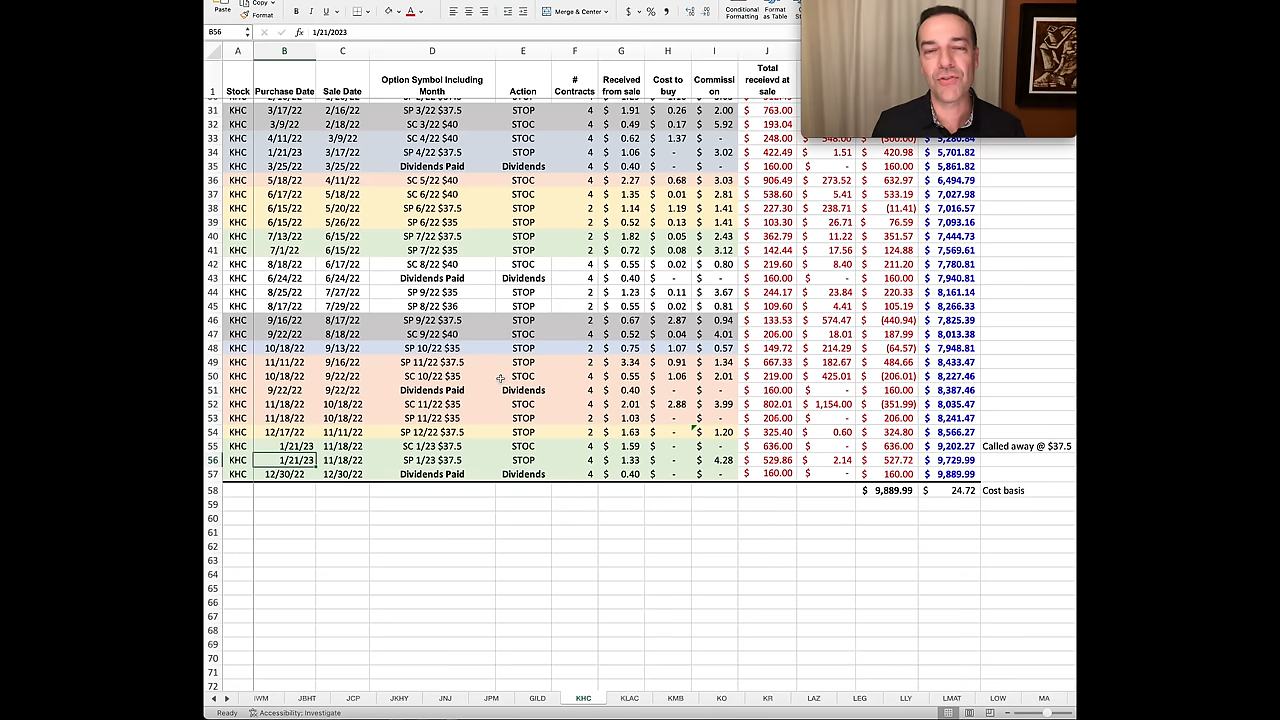 Paste Copy Format B I U A Merge & Center $ % Conditional Formatting Format as Table
B56 fx 1/21/2023
A B C D E F G H I J
1 Stock Purchase Date Sale Date Option Symbol Including Month Action # Contracts Received from sale Cost to buy Commissi on Total receievd at sale
31 KHC 3/17/22 2/16/22 SP 3/22 $37.5 STOP 4 $ 1.91 $ 0.26 $ 2.00 $ 763.00
32 KHC 3/9/22 2/18/22 SC 3/22 $40 STOC 4 $ 0.49 $ 0.17 $ 5.92 $ 193.04
33 KHC 4/11/22 3/9/22 SC 4/22 $40 STOC 4 $ 0.62 $ 1.37 $ - $ 248.00
34 KHC 1/21/23 3/17/22 SP 4/22 $37.5 STOP 4 $ 1.06 $ - $ 3.02 $ 422.49 $ 1.51 $ 420.98 $ 5,701.82
35 KHC 3/25/22 3/25/22 Dividends Paid Dividends 4 $ 0.40 $ - $ - $ 160.00 $ - $ 160.00 $ 5,861.82
36 KHC 5/18/22 4/11/22 SC 5/22 $40 STOC 4 $ 2.27 $ 0.68 $ 3.03 $ 906.49 $ 273.52 $ 632.97 $ 6,494.79
37 KHC 6/17/22 5/18/22 SC 6/22 $40 STOC 4 $ 1.35 $ 0.01 $ 2.81 $ 538.60 $ 5.41 $ 533.19 $ 7,027.98
38 KHC 6/15/22 5/20/22 SP 6/22 $37.5 STOP 2 $ 1.14 $ 1.19 $ 1.41 $ 227.30 $ 238.71 $ (11.41) $ 7,016.57
39 KHC 6/15/22 5/20/22 SP 6/22 $35 STOP 2 $ 0.52 $ 0.13 $ 1.41 $ 103.30 $ 26.71 $ 76.59 $ 7,093.16
40 KHC 7/13/22 6/15/22 SP 7/22 $37.5 STOP 2 $ 1.82 $ 0.05 $ 2.43 $ 362.79 $ 11.22 $ 351.57 $ 7,444.73
41 KHC 7/1/22 6/15/22 SP 7/22 $35 STOP 2 $ 0.72 $ 0.08 $ 3.12 $ 142.44 $ 17.56 $ 124.88 $ 7,569.61
42 KHC 8/18/22 6/17/22 SC 8/22 $40 STOC 4 $ 0.55 $ 0.02 $ 0.80 $ 219.60 $ 8.40 $ 211.20 $ 7,780.81
43 KHC 6/24/22 6/24/22 Dividends Paid Dividends 4 $ 0.40 $ - $ - $ 160.00 $ - $ 160.00 $ 7,940.81
44 KHC 8/25/22 7/27/22 SP 9/22 $35 STOP 2 $ 1.23 $ 0.11 $ 3.67 $ 244.17 $ 23.84 $ 220.33 $ 8,161.14
45 KHC 8/17/22 7/27/22 SP 8/22 $36 STOP 2 $ 0.55 $ 0.02 $ 0.81 $ 109.60 $ 4.41 $ 105.19 $ 8,266.33
46 KHC 9/16/22 8/17/22 SP 9/22 $37.5 STOP 2 $ 0.67 $ 2.87 $ 0.94 $ 133.53 $ 574.47 $ (440.94) $ 7,825.39
47 KHC 9/22/22 8/18/22 SC 9/22 $40 STOC 4 $ 0.52 $ 0.04 $ 4.01 $ 206.00 $ 18.01 $ 187.99 $ 8,013.38
48 KHC 10/18/22 9/13/22 SP 10/22 $35 STOP 2 $ 0.75 $ 1.07 $ 0.57 $ 149.72 $ 214.29 $ (64.57) $ 7,948.81
49 KHC 11/11/22 9/16/22 SP 11/22 $37.5 STOP 2 $ 3.34 $ 0.91 $ 1.34 $ 667.33 $ 182.67 $ 484.66 $ 8,433.47
50 KHC 10/18/22 9/22/22 SC 10/22 $35 STOC 4 $ 0.55 $ 1.06 $ 2.01 $ 219.00 $ 425.01 $ (206.01) $ 8,227.46
51 KHC 9/22/22 9/22/22 Dividends Paid Dividends 4 $ 0.40 $ - $ - $ 160.00 $ - $ 160.00 $ 8,387.46
52 KHC 11/18/22 10/18/22 SC 11/22 $35 STOC 4 $ 2.01 $ 2.88 $ 3.99 $ 802.01 $ 1,154.00 $ (351.99) $ 8,035.47
53 KHC 11/18/22 10/18/22 SP 11/22 $35 STOP 2 $ 1.03 $ - $ - $ 206.00 $ - $ 206.00 $ 8,241.47
54 KHC 12/17/22 11/11/22 SP 12/22 $37.5 STOP 2 $ 1.63 $ - $ 1.20 $ 325.40 $ 0.60 $ 324.80 $ 8,566.27
55 KHC 1/21/23 11/18/22 SC 1/23 $37.5 STOC 4 $ 1.59 $ - $ - $ 636.00 $ - $ 636.00 $ 9,202.27 Called away @ $37.5
56 KHC 1/21/23 11/18/22 SP 1/23 $37.5 STOP 4 $ 1.33 $ - $ 4.28 $ 529.86 $ 2.14 $ 527.72 $ 9,729.99
57 KHC 12/30/22 12/30/22 Dividends Paid Dividends 4 $ 0.40 $ - $ - $ 160.00 $ - $ 160.00 $ 9,889.99
58 $ 9,889.99 $ 24.72 Cost basis
59
60
61
62
63
64
65
66
67
68
69
70
71
72
IWM JBHT JCP JKHY JNJ JPM GILD KHC KLAC KMB KO KR LAZ LEG LLY LMAT LOW MA
Ready Accessibility: Investigate